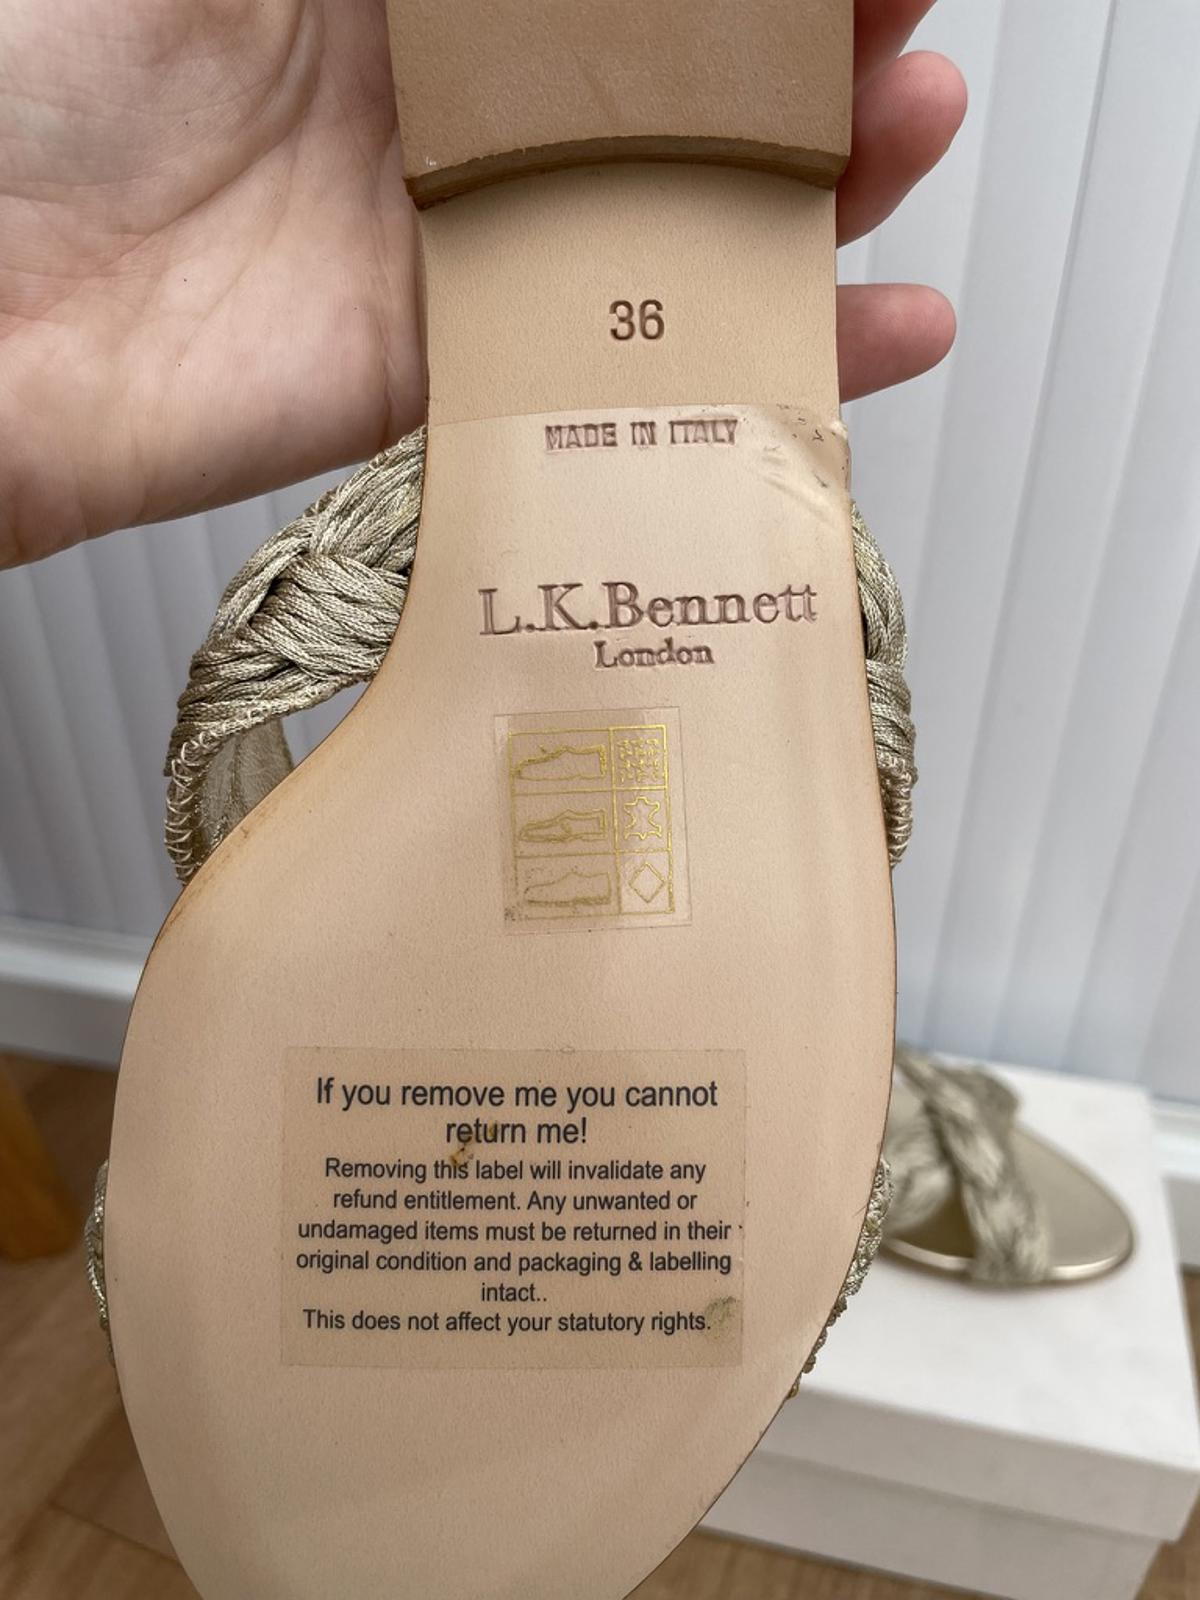 36
MADE IN ITALY
L.K.Bennett
London
If you remove me you cannot
return me!
Removing this label will invalidate any
refund entitlement. Any unwanted or
undamaged items must be returned in their
original condition and packaging & labelling
intact..
This does not affect your statutory rights.